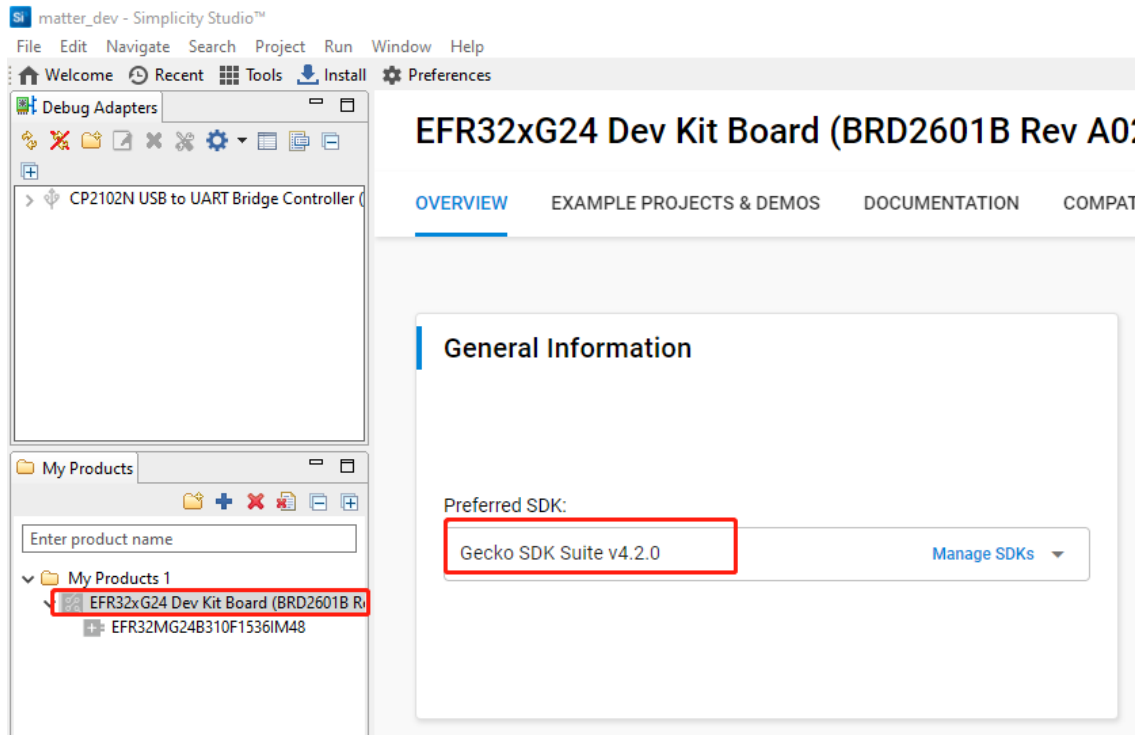 Si matter_dev - Simplicity Studio™
File Edit Navigate Search Project Run Window Help
Welcome Recent Tools Install Preferences
Debug Adapters
CP2102N USB to UART Bridge Controller (
My Products
Enter product name
My Products 1
EFR32xG24 Dev Kit Board (BRD2601B R
EFR32MG24B310F1536IM48
EFR32xG24 Dev Kit Board (BRD2601B Rev A02
OVERVIEW EXAMPLE PROJECTS & DEMOS DOCUMENTATION COMPAT
General Information
Preferred SDK:
Gecko SDK Suite v4.2.0 Manage SDKs